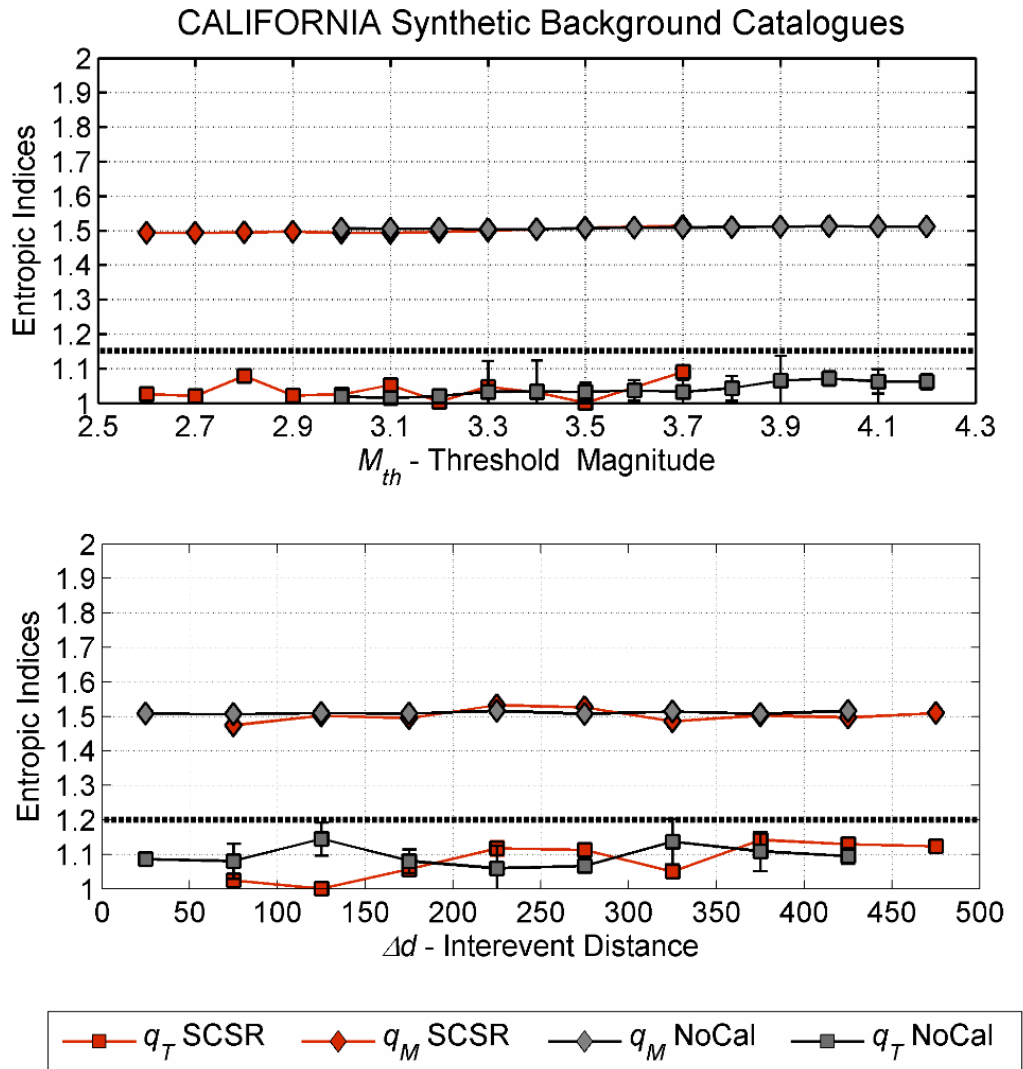 CALIFORNIA Synthetic Background Catalogues
2
1.9
1.8
1.7
1.6
1.5
1.4
1.3
1.2
1.1
1
Entropic Indices
2.5 2.7 2.9 3.1 3.3 3.5 3.7 3.9 4.1 4.3
M_th - Threshold Magnitude
2
1.9
1.8
1.7
1.6
1.5
1.4
1.3
1.2
1.1
1
Entropic Indices
0 50 100 150 200 250 300 350 400 450 500
Δd - Interevent Distance
q_T SCSR q_M SCSR q_M NoCal q_T NoCal